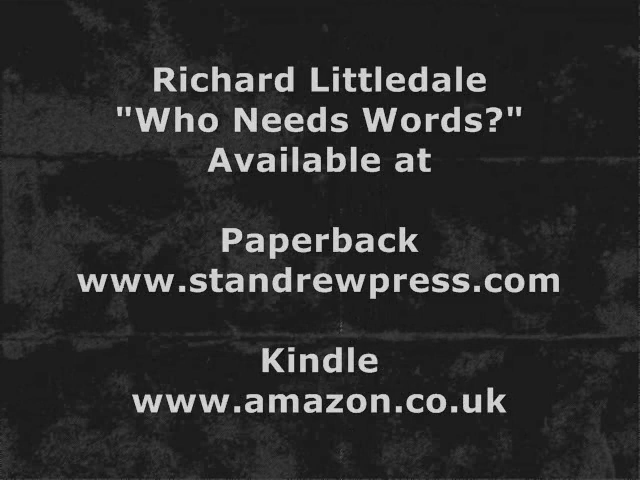 Richard Littledale
"Who Needs Words?"
Available at
Paperback
www.standrewpress.com
Kindle
www.amazon.co.uk